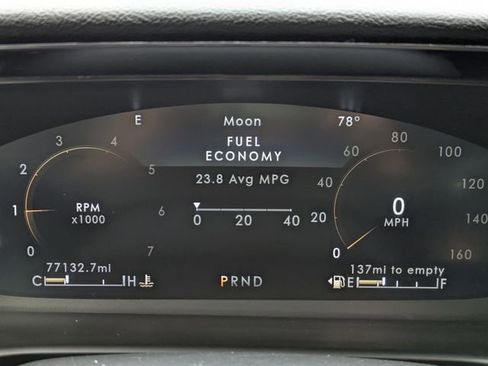 E Moon 78°
FUEL
ECONOMY
23.8 Avg MPG
0 20 40
0 1 2 3 4 5 6 7
RPM
x1000
0 20 40 60 80 100 120 140 160
0
MPH
77132.7mi
C H
PRND
137mi to empty
E F